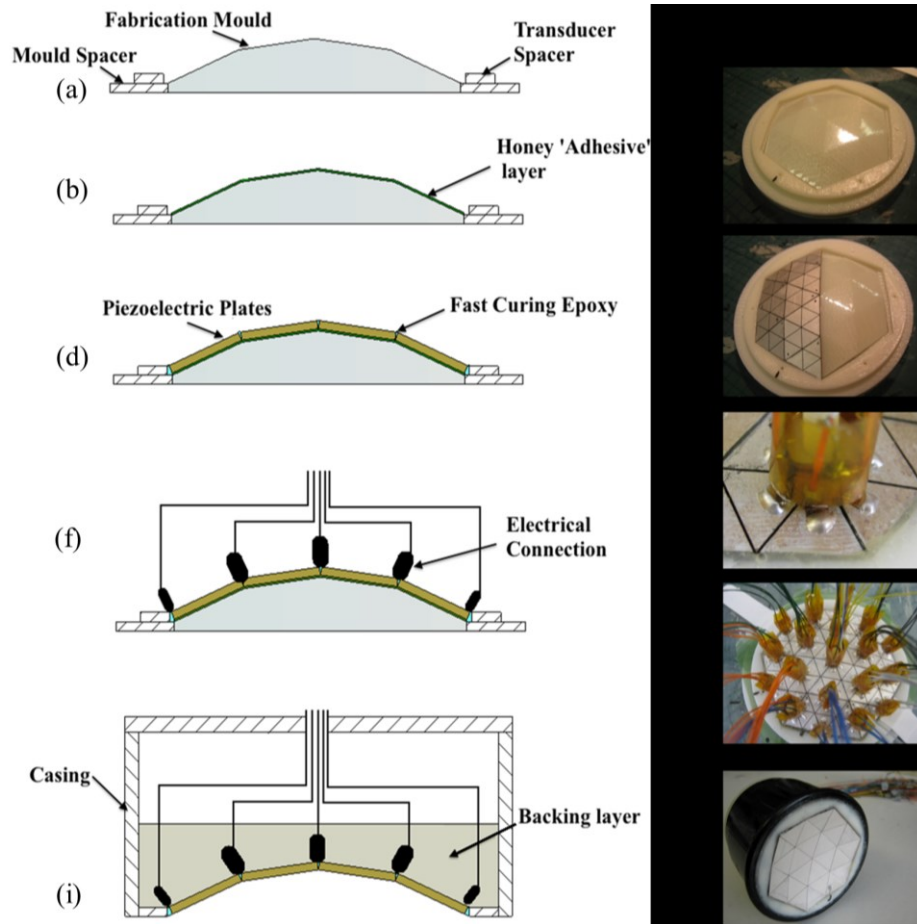 Fabrication Mould
Mould Spacer
Transducer
Spacer
(a)
Honey 'Adhesive'
layer
(b)
Piezoelectric Plates
Fast Curing Epoxy
(d)
Electrical
Connection
(f)
Casing
Backing layer
(i)